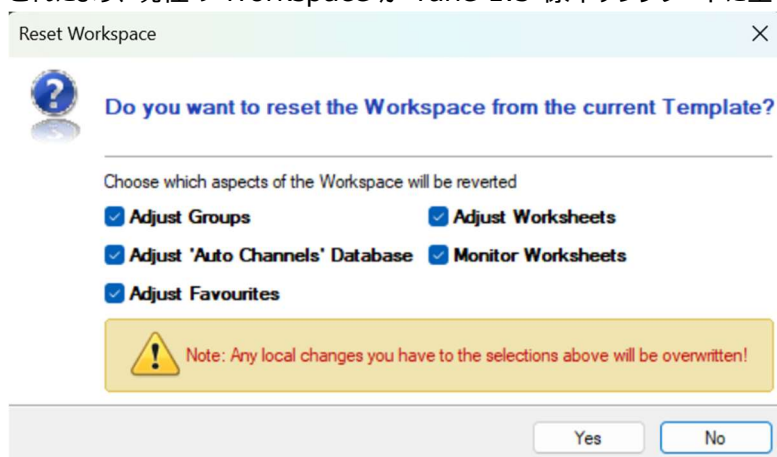 Reset Workspace
Do you want to reset the Workspace from the current Template?
Choose which aspects of the Workspace will be reverted
Adjust Groups
Adjust Worksheets
Adjust 'Auto Channels' Database
Monitor Worksheets
Adjust Favourites
Note: Any local changes you have to the selections above will be overwritten!
Yes
No